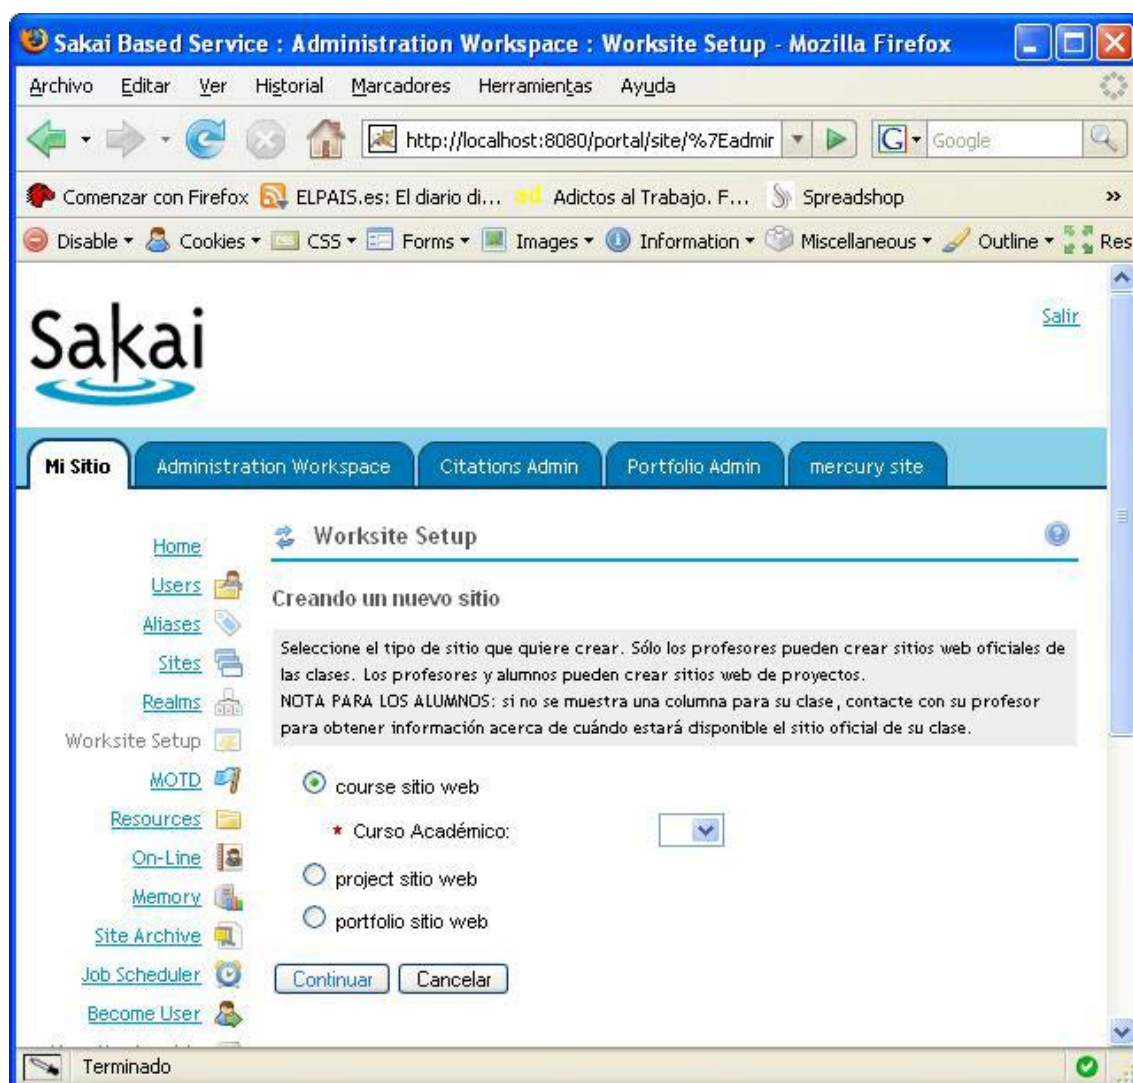 Sakai Based Service : Administration Workspace : Worksite Setup - Mozilla Firefox
Archivo Editar Ver Historial Marcadores Herramientas Ayuda
http://localhost:8080/portal/site/%7Eadmir G Google
Comenzar con Firefox ELPAIS.es: El diario di... ad Adictos al Trabajo. F... Spreadshop »
Disable Cookies CSS Forms Images Information Miscellaneous Outline Res
Sakai
Salir
Mi Sitio Administration Workspace Citations Admin Portfolio Admin mercury site
Home
Users
Aliases
Sites
Realms
Worksite Setup
MOTD
Resources
On-Line
Memory
Site Archive
Job Scheduler
Become User
Worksite Setup
Creando un nuevo sitio
Seleccione el tipo de sitio que quiere crear. Sólo los profesores pueden crear sitios web oficiales de
las clases. Los profesores y alumnos pueden crear sitios web de proyectos.
NOTA PARA LOS ALUMNOS: si no se muestra una columna para su clase, contacte con su profesor
para obtener información acerca de cuándo estará disponible el sitio oficial de su clase.
course sitio web
* Curso Académico:
project sitio web
portfolio sitio web
Continuar Cancelar
Terminado